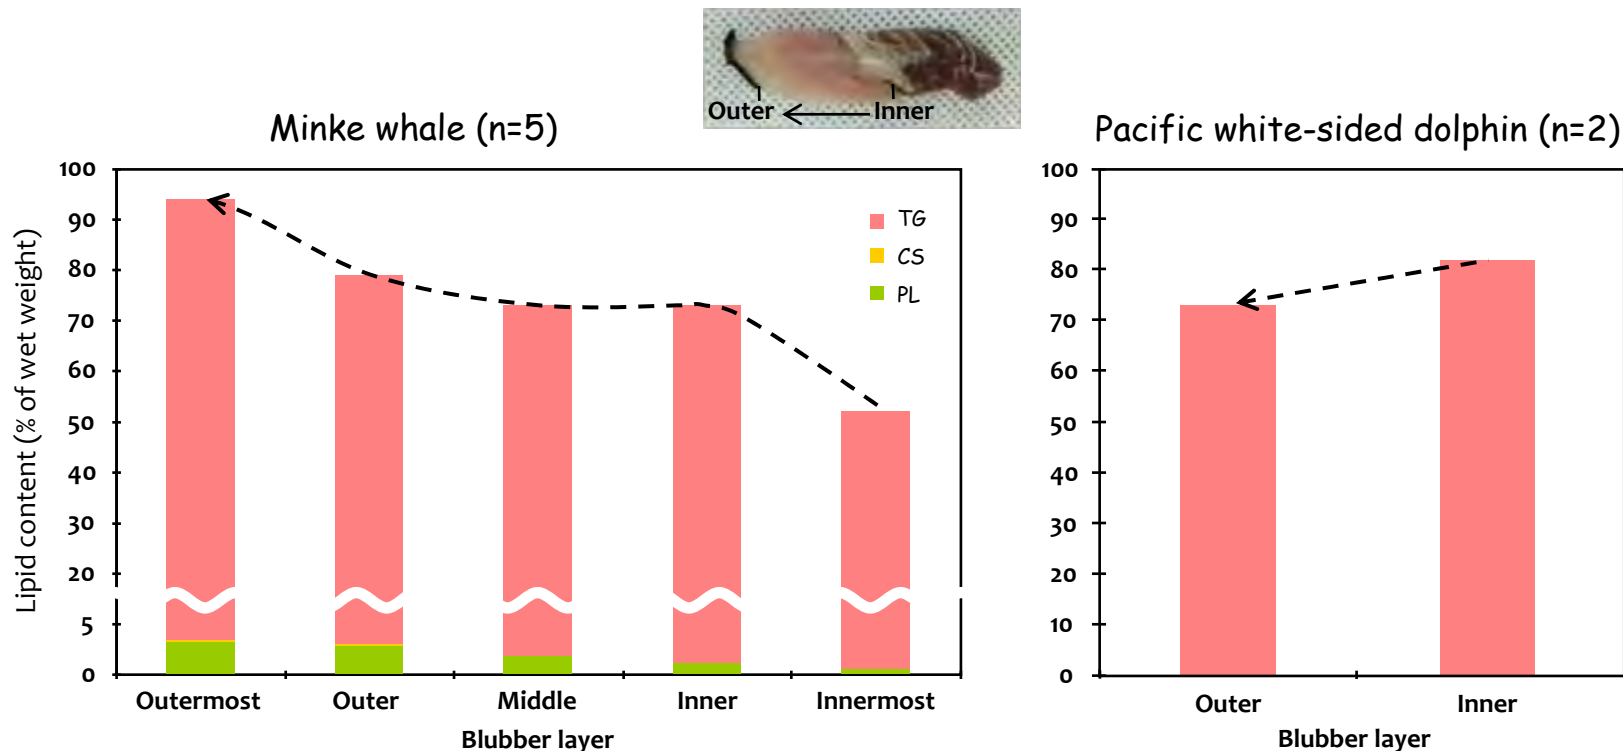 Outer
Inner
Minke whale (n=5)
Pacific white-sided dolphin (n=2)
Lipid content (% of wet weight)
100
90
80
70
60
50
40
30
20
5
0
TG
CS
PL
Outermost Outer Middle Inner Innermost
Blubber layer
100
90
80
70
60
50
40
30
20
10
0
Outer Inner
Blubber layer